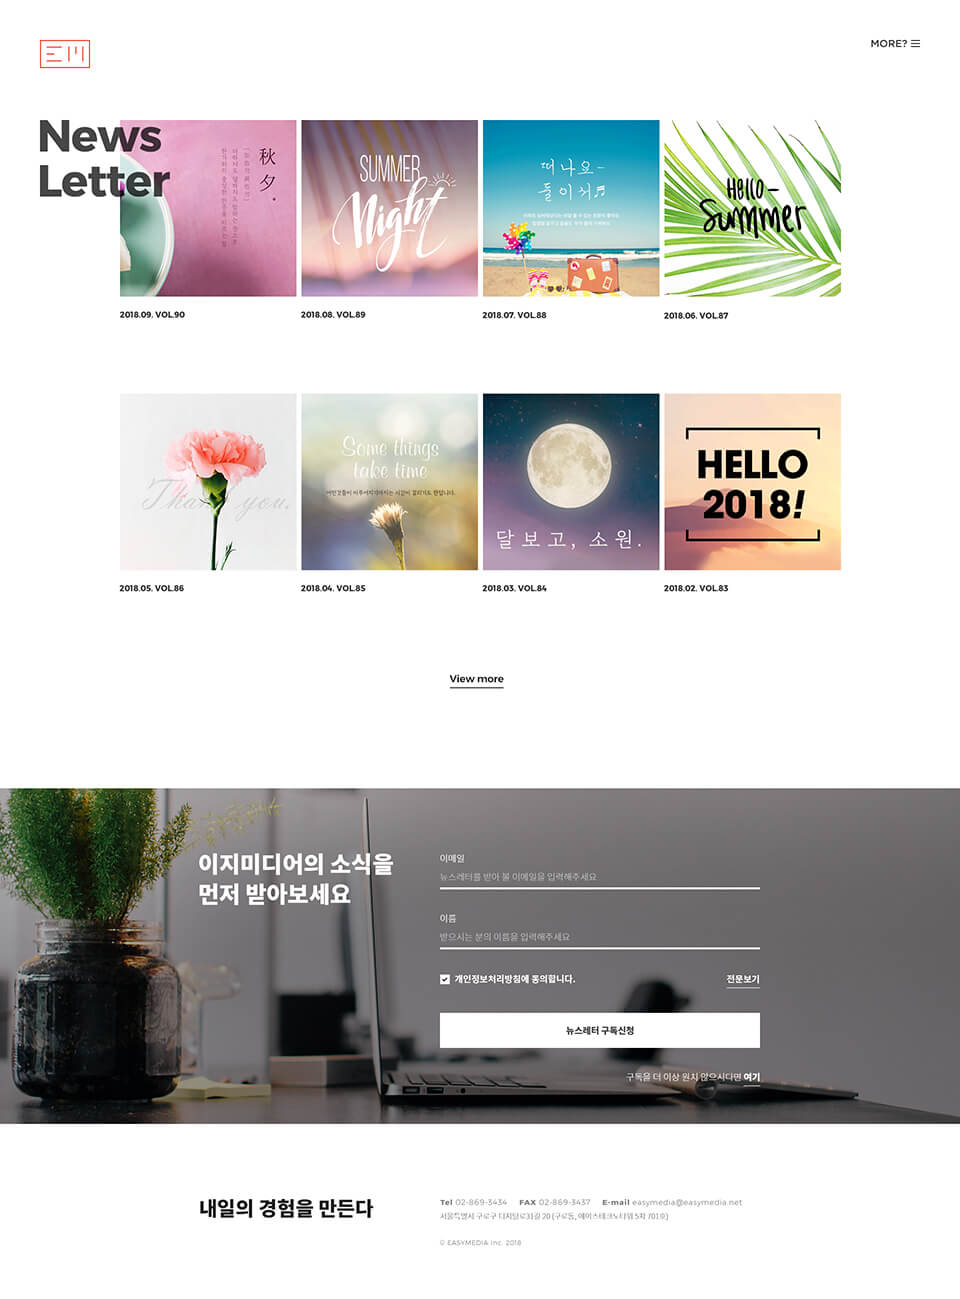 EM
MORE?
News
Letter
秋
夕.
SUMMER
Night
떠나요-
둘이서
HELLO-
Summer
2018.09. VOL.90
2018.08. VOL.89
2018.07. VOL.88
2018.06. VOL.87
Thank you.
Some things
take time
달 보고, 소원.
HELLO
2018!
2018.05. VOL.86
2018.04. VOL.85
2018.03. VOL.84
2018.02. VOL.83
View more
이지미디어의 소식을
먼저 받아보세요
이메일
뉴스레터를 받아 볼 이메일을 입력해주세요
이름
받으시는 분의 이름을 입력해주세요
개인정보처리방침에 동의합니다.
전문보기
뉴스레터 구독신청
구독을 더 이상 원치 않으시다면 여기
내일의 경험을 만든다
Tel 02-869-3434 FAX 02-869-3437 E-mail easymedia@easymedia.net
서울특별시 구로구 디지털로31길 20 (구로동, 에이스테크노타워 5차 701호)
© EASYMEDIA Inc. 2018